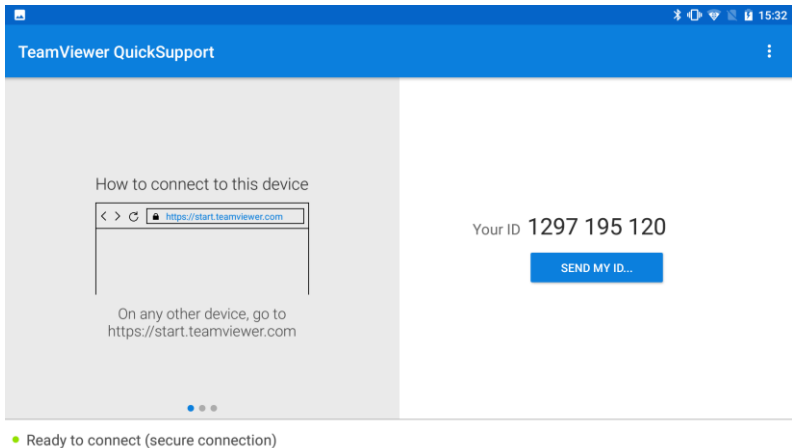 15:32
TeamViewer QuickSupport
How to connect to this device
https://start.teamviewer.com
On any other device, go to
https://start.teamviewer.com
Your ID 1297 195 120
SEND MY ID...
Ready to connect (secure connection)